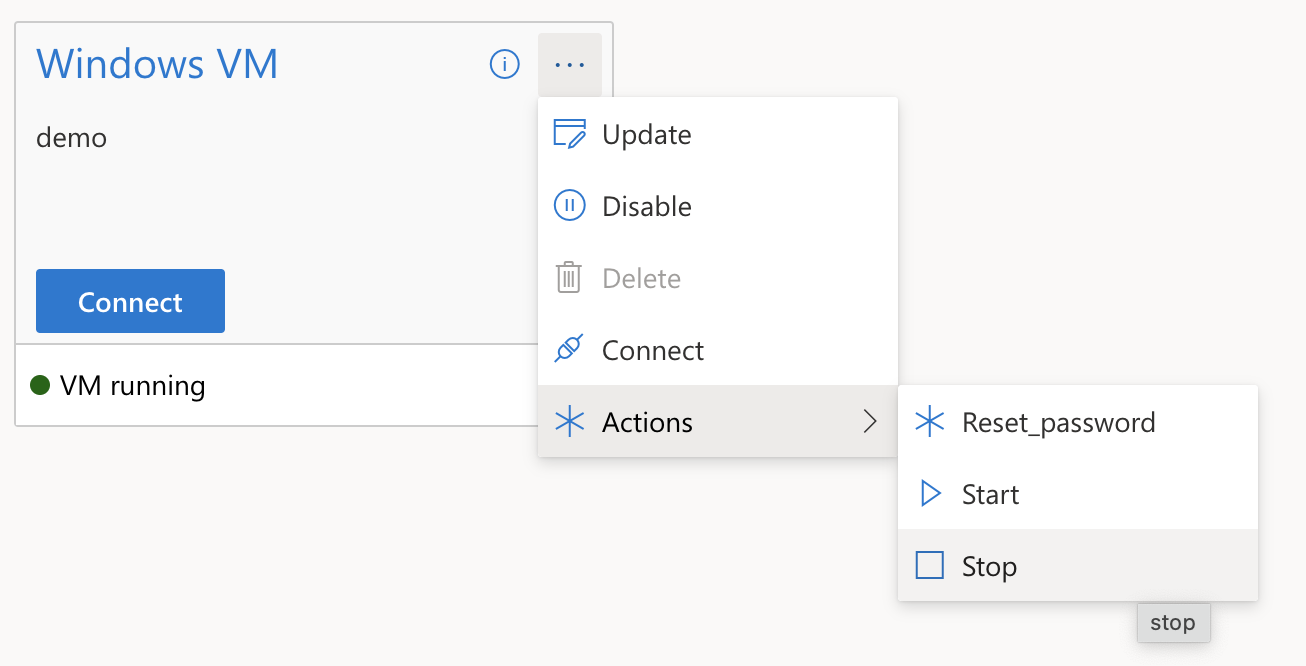 Windows VM
demo
Connect
VM running
Update
Disable
Delete
Connect
Actions
Reset_password
Start
Stop
stop